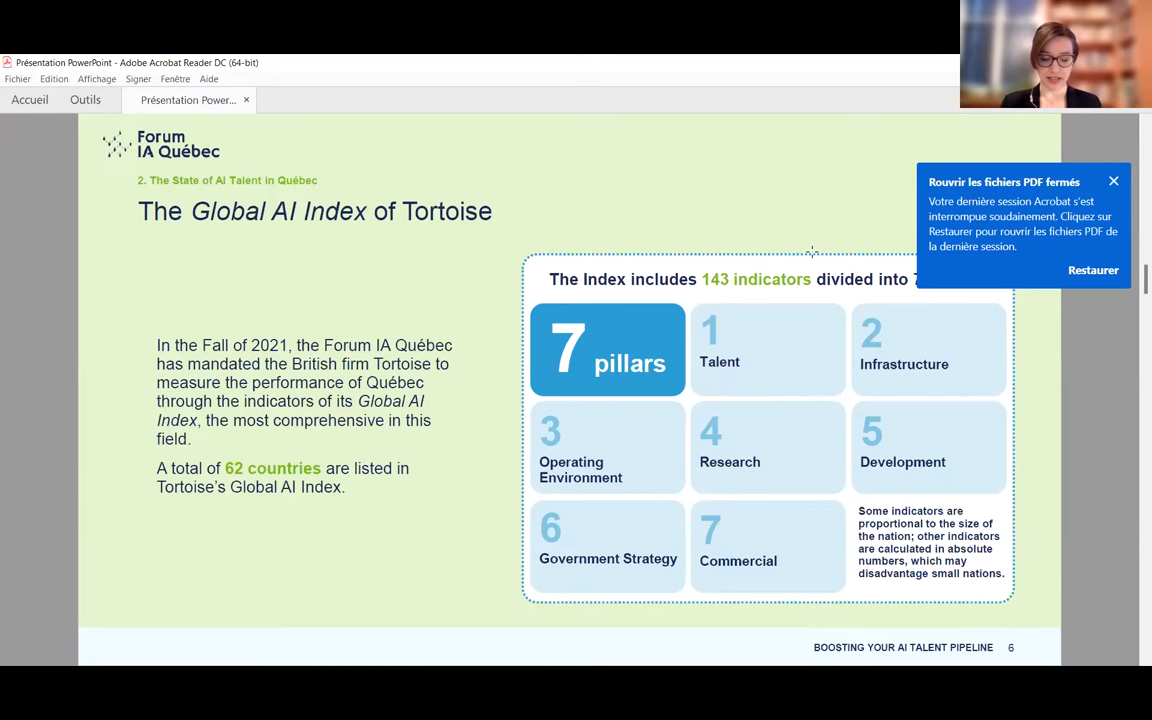 Présentation PowerPoint - Adobe Acrobat Reader DC (64-bit)
Fichier Edition Affichage Signer Fenêtre Aide
Accueil Outils Présentation Power... ×
Forum
IA Québec
2. The State of AI Talent in Québec
The Global AI Index of Tortoise
Rouvrir les fichiers PDF fermés
Votre dernière session Acrobat s'est
interrompue soudainement. Cliquez sur
Restaurer pour rouvrir les fichiers PDF de
la dernière session.
Restaurer
In the Fall of 2021, the Forum IA Québec
has mandated the British firm Tortoise to
measure the performance of Québec
through the indicators of its Global AI
Index, the most comprehensive in this
field.
A total of 62 countries are listed in
Tortoise's Global AI Index.
The Index includes 143 indicators divided into
7 pillars
1
Talent
2
Infrastructure
3
Operating
Environment
4
Research
5
Development
6
Government Strategy
7
Commercial
Some indicators are
proportional to the size of
the nation; other indicators
are calculated in absolute
numbers, which may
disadvantage small nations.
BOOSTING YOUR AI TALENT PIPELINE 6